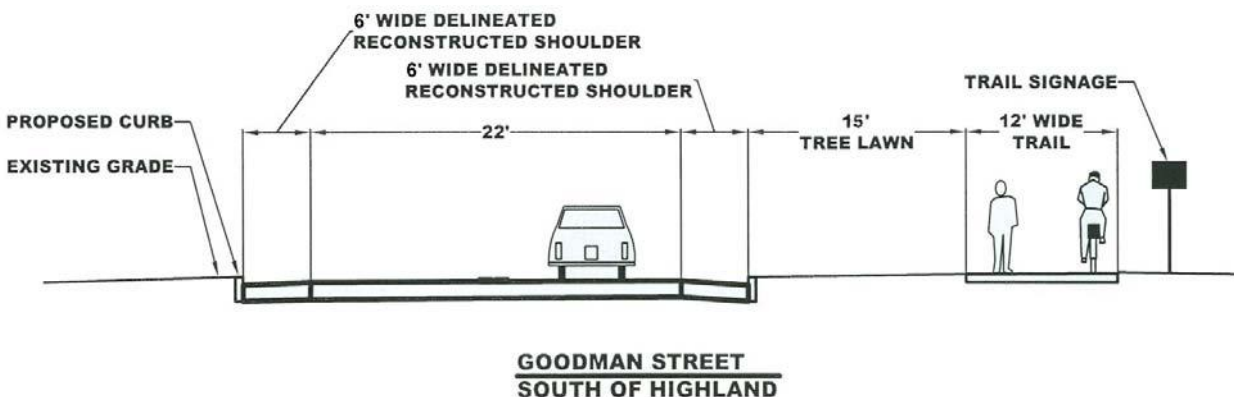 6' WIDE DELINEATED
RECONSTRUCTED SHOULDER
6' WIDE DELINEATED
RECONSTRUCTED SHOULDER
TRAIL SIGNAGE
PROPOSED CURB
EXISTING GRADE
22'
15'
TREE LAWN
12' WIDE
TRAIL
GOODMAN STREET
SOUTH OF HIGHLAND